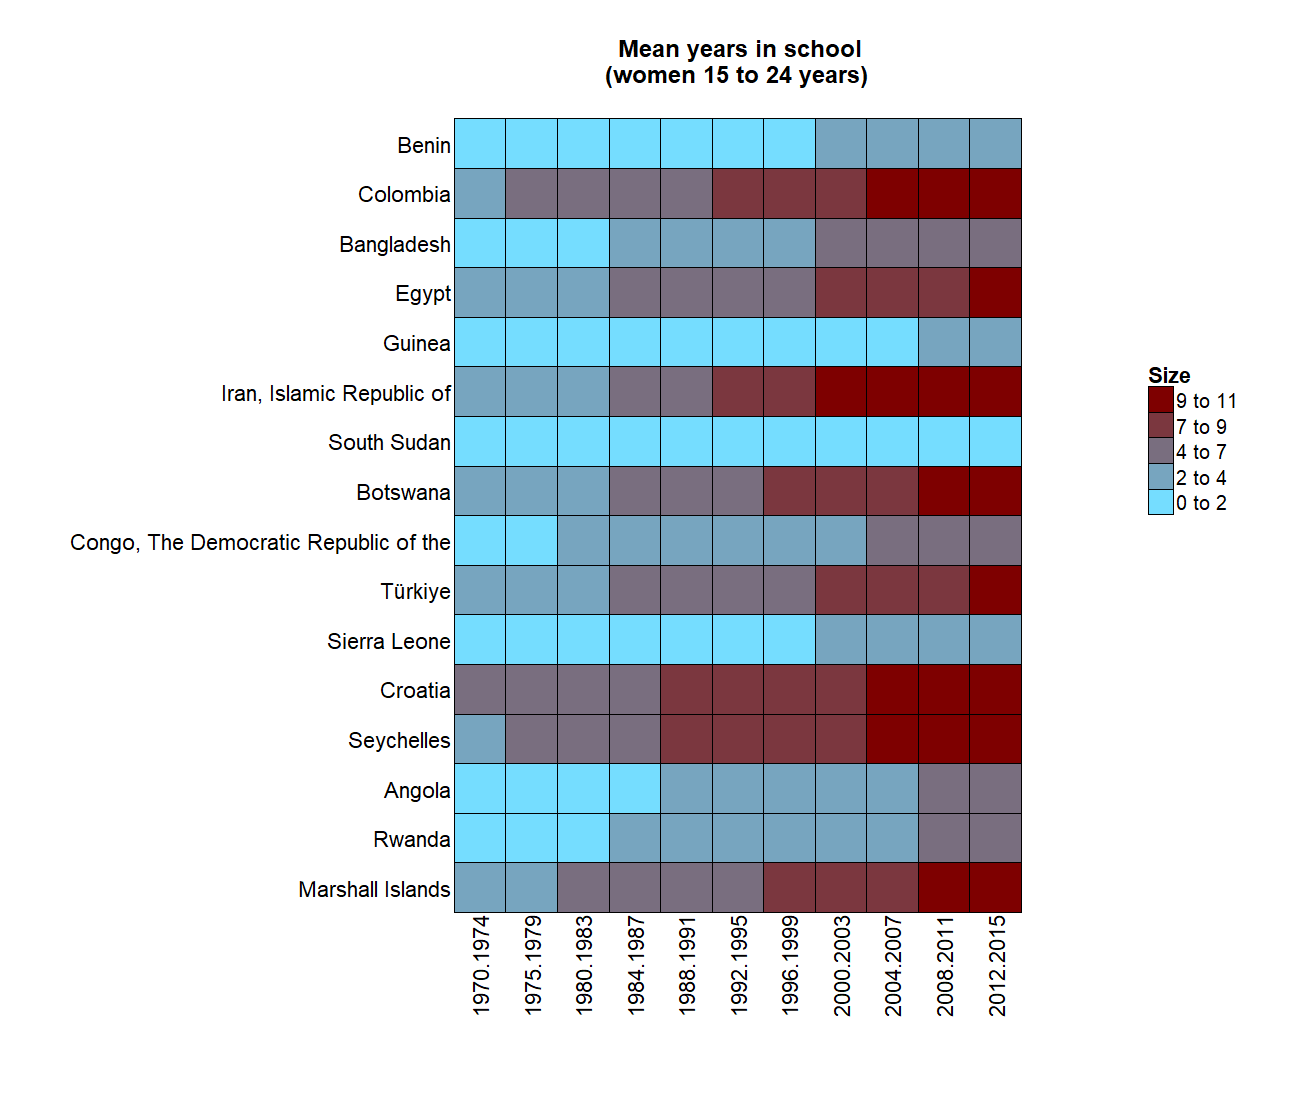 Mean years in school
(women 15 to 24 years)
Benin
Colombia
Bangladesh
Egypt
Guinea
Iran, Islamic Republic of
South Sudan
Botswana
Congo, The Democratic Republic of the
Türkiye
Sierra Leone
Croatia
Seychelles
Angola
Rwanda
Marshall Islands
Size
9 to 11
7 to 9
4 to 7
2 to 4
0 to 2
1970.1974
1975.1979
1980.1983
1984.1987
1988.1991
1992.1995
1996.1999
2000.2003
2004.2007
2008.2011
2012.2015